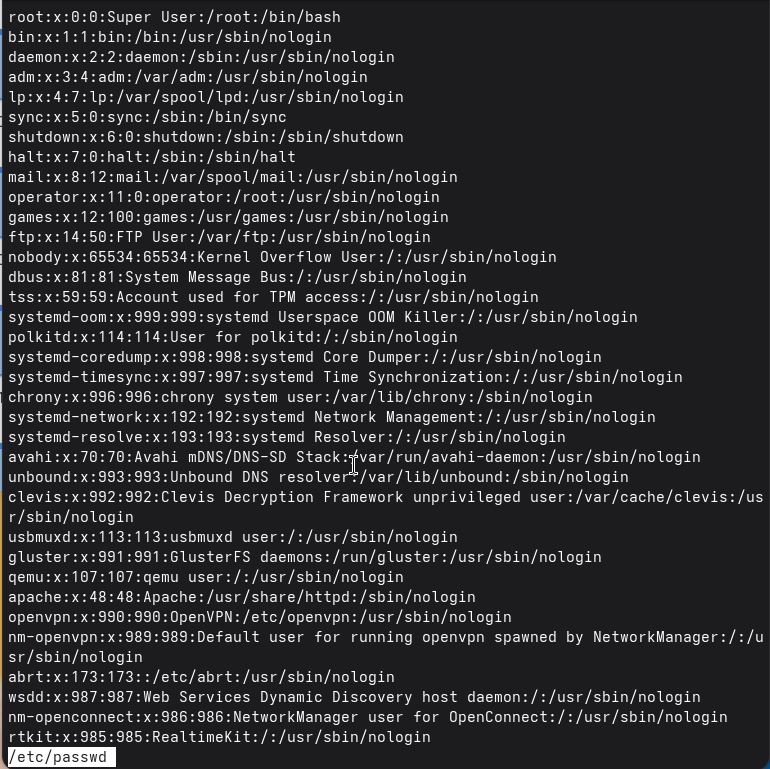 root:x:0:0:Super User:/root:/bin/bash
bin:x:1:1:bin:/bin:/usr/sbin/nologin
daemon:x:2:2:daemon:/sbin:/usr/sbin/nologin
adm:x:3:4:adm:/var/adm:/usr/sbin/nologin
lp:x:4:7:lp:/var/spool/lpd:/usr/sbin/nologin
sync:x:5:0:sync:/sbin:/bin/sync
shutdown:x:6:0:shutdown:/sbin:/sbin/shutdown
halt:x:7:0:halt:/sbin:/sbin/halt
mail:x:8:12:mail:/var/spool/mail:/usr/sbin/nologin
operator:x:11:0:operator:/root:/usr/sbin/nologin
games:x:12:100:games:/usr/games:/usr/sbin/nologin
ftp:x:14:50:FTP User:/var/ftp:/usr/sbin/nologin
nobody:x:65534:65534:Kernel Overflow User:/:/usr/sbin/nologin
dbus:x:81:81:System Message Bus:/:/usr/sbin/nologin
tss:x:59:59:Account used for TPM access:/:/usr/sbin/nologin
systemd-oom:x:999:999:systemd Userspace OOM Killer:/:/usr/sbin/nologin
polkitd:x:114:114:User for polkitd:/:/sbin/nologin
systemd-coredump:x:998:998:systemd Core Dumper:/:/usr/sbin/nologin
systemd-timesync:x:997:997:systemd Time Synchronization:/:/usr/sbin/nologin
chrony:x:996:996:chrony system user:/var/lib/chrony:/sbin/nologin
systemd-network:x:192:192:systemd Network Management:/:/usr/sbin/nologin
systemd-resolve:x:193:193:systemd Resolver:/:/usr/sbin/nologin
avahi:x:70:70:Avahi mDNS/DNS-SD Stack:/var/run/avahi-daemon:/usr/sbin/nologin
unbound:x:993:993:Unbound DNS resolver:/var/lib/unbound:/sbin/nologin
clevis:x:992:992:Clevis Decryption Framework unprivileged user:/var/cache/clevis:/us
r/sbin/nologin
usbmuxd:x:113:113:usbmuxd user:/:/usr/sbin/nologin
gluster:x:991:991:GlusterFS daemons:/run/gluster:/usr/sbin/nologin
qemu:x:107:107:qemu user:/:/usr/sbin/nologin
apache:x:48:48:Apache:/usr/share/httpd:/sbin/nologin
openvpn:x:990:990:OpenVPN:/etc/openvpn:/usr/sbin/nologin
nm-openvpn:x:989:989:Default user for running openvpn spawned by NetworkManager:/:/u
sr/sbin/nologin
abrt:x:173:173::/etc/abrt:/usr/sbin/nologin
wsdd:x:987:987:Web Services Dynamic Discovery host daemon:/:/usr/sbin/nologin
nm-openconnect:x:986:986:NetworkManager user for OpenConnect:/:/usr/sbin/nologin
rtkit:x:985:985:RealtimeKit:/:/usr/sbin/nologin
/etc/passwd